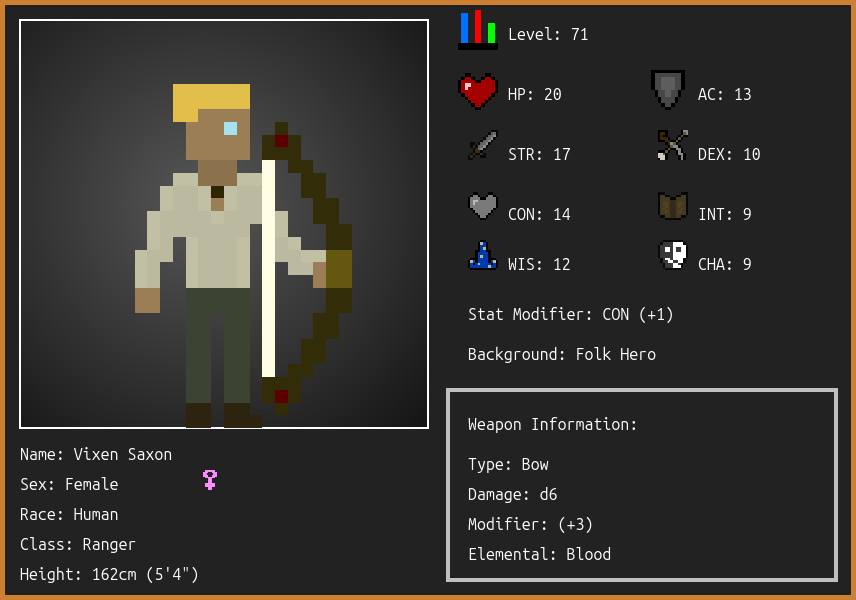 Level: 71
HP: 20
AC: 13
STR: 17
DEX: 10
CON: 14
INT: 9
WIS: 12
CHA: 9
Stat Modifier: CON (+1)
Background: Folk Hero
Weapon Information:
Type: Bow
Damage: d6
Modifier: (+3)
Elemental: Blood
Name: Vixen Saxon
Sex: Female
Race: Human
Class: Ranger
Height: 162cm (5'4")